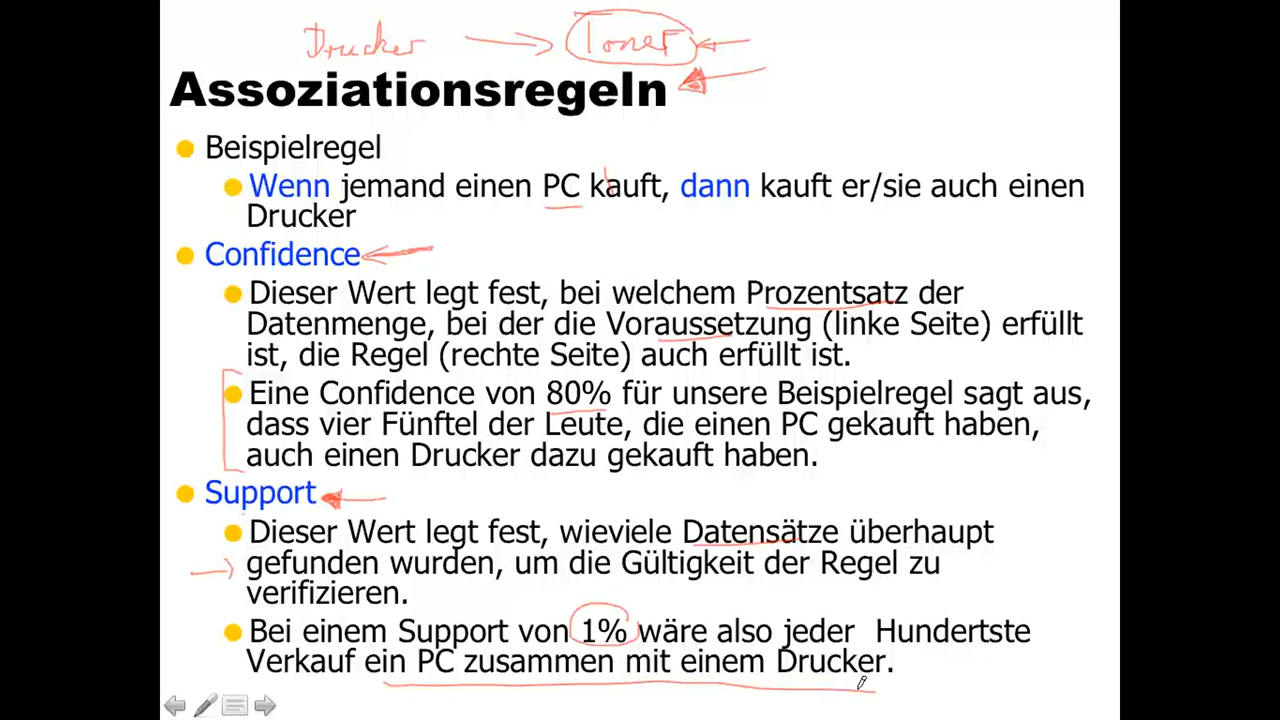 Drucker Toner
Assoziationsregeln
Beispielregel
Wenn jemand einen PC kauft, dann kauft er/sie auch einen
Drucker
Confidence
Dieser Wert legt fest, bei welchem Prozentsatz der
Datenmenge, bei der die Voraussetzung (linke Seite) erfüllt
ist, die Regel (rechte Seite) auch erfüllt ist.
Eine Confidence von 80% für unsere Beispielregel sagt aus,
dass vier Fünftel der Leute, die einen PC gekauft haben,
auch einen Drucker dazu gekauft haben.
Support
Dieser Wert legt fest, wieviele Datensätze überhaupt
gefunden wurden, um die Gültigkeit der Regel zu
verifizieren.
Bei einem Support von 1% wäre also jeder Hundertste
Verkauf ein PC zusammen mit einem Drucker.